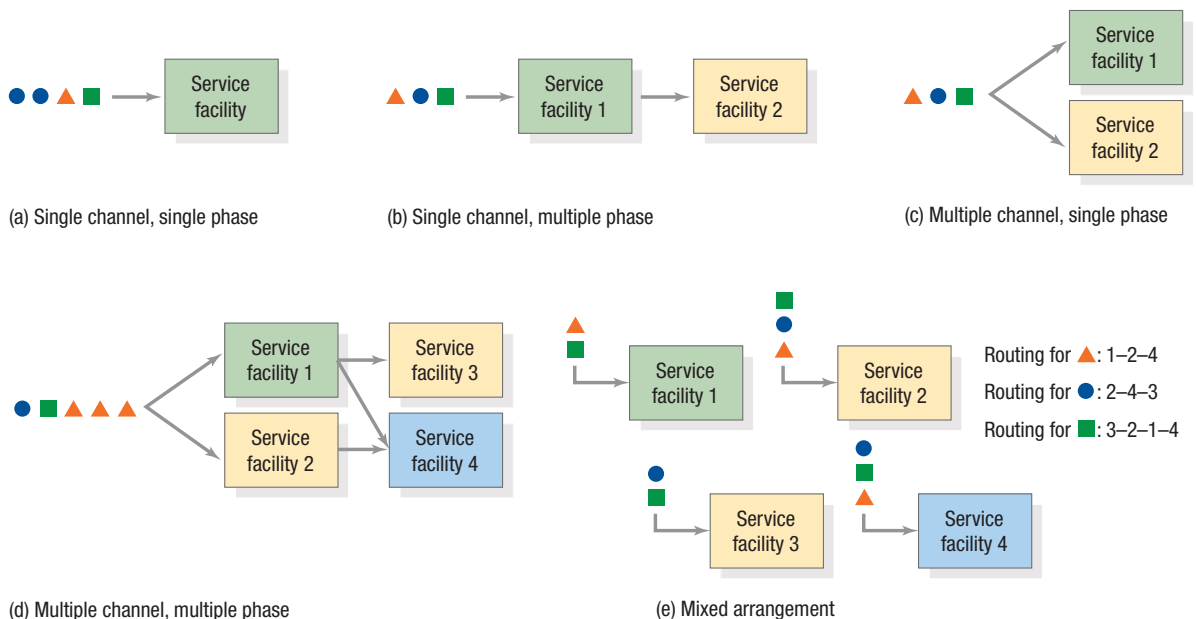 Service
facility
(a) Single channel, single phase
Service
facility 1
Service
facility 2
(b) Single channel, multiple phase
Service
facility 1
Service
facility 2
(c) Multiple channel, single phase
Service
facility 1
Service
facility 3
Service
facility 2
Service
facility 4
(d) Multiple channel, multiple phase
Service
facility 1
Service
facility 2
Routing for : 1–2–4
Routing for : 2–4–3
Routing for : 3–2–1–4
Service
facility 3
Service
facility 4
(e) Mixed arrangement